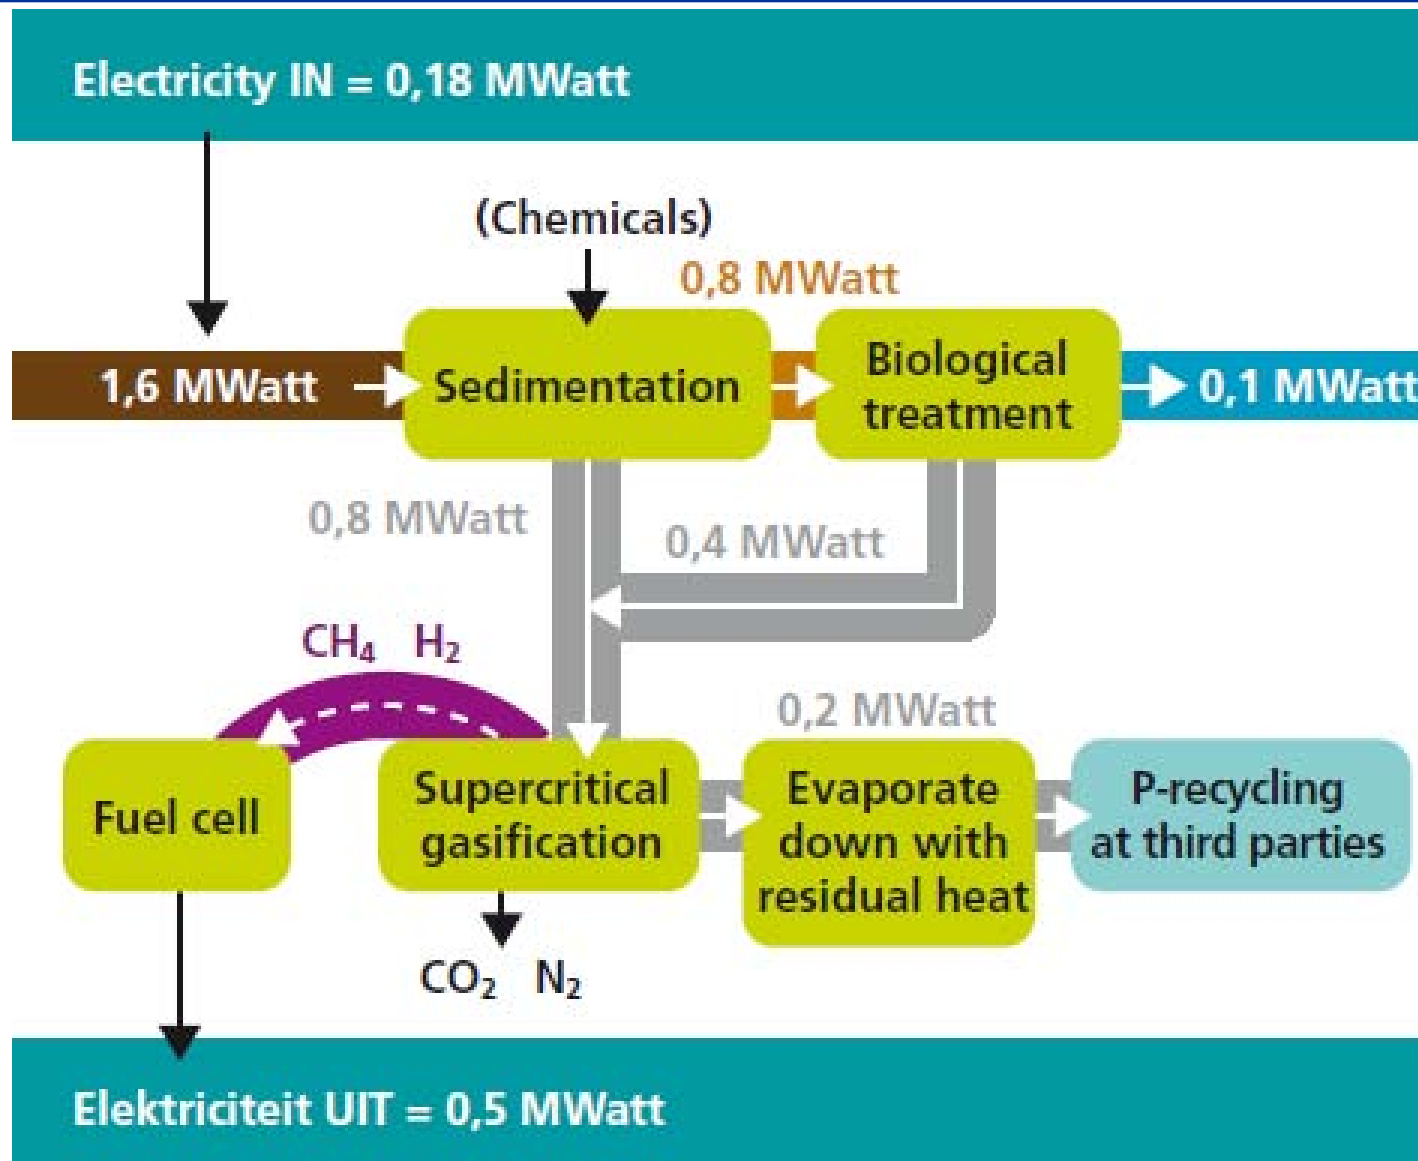 Electricity IN = 0,18 MWatt
(Chemicals)
0,8 MWatt
1,6 MWatt
Sedimentation
Biological
treatment
0,1 MWatt
0,8 MWatt
0,4 MWatt
CH₄ H₂
0,2 MWatt
Fuel cell
Supercritical
gasification
Evaporate
down with
residual heat
P-recycling
at third parties
CO₂ N₂
Elektriciteit UIT = 0,5 MWatt